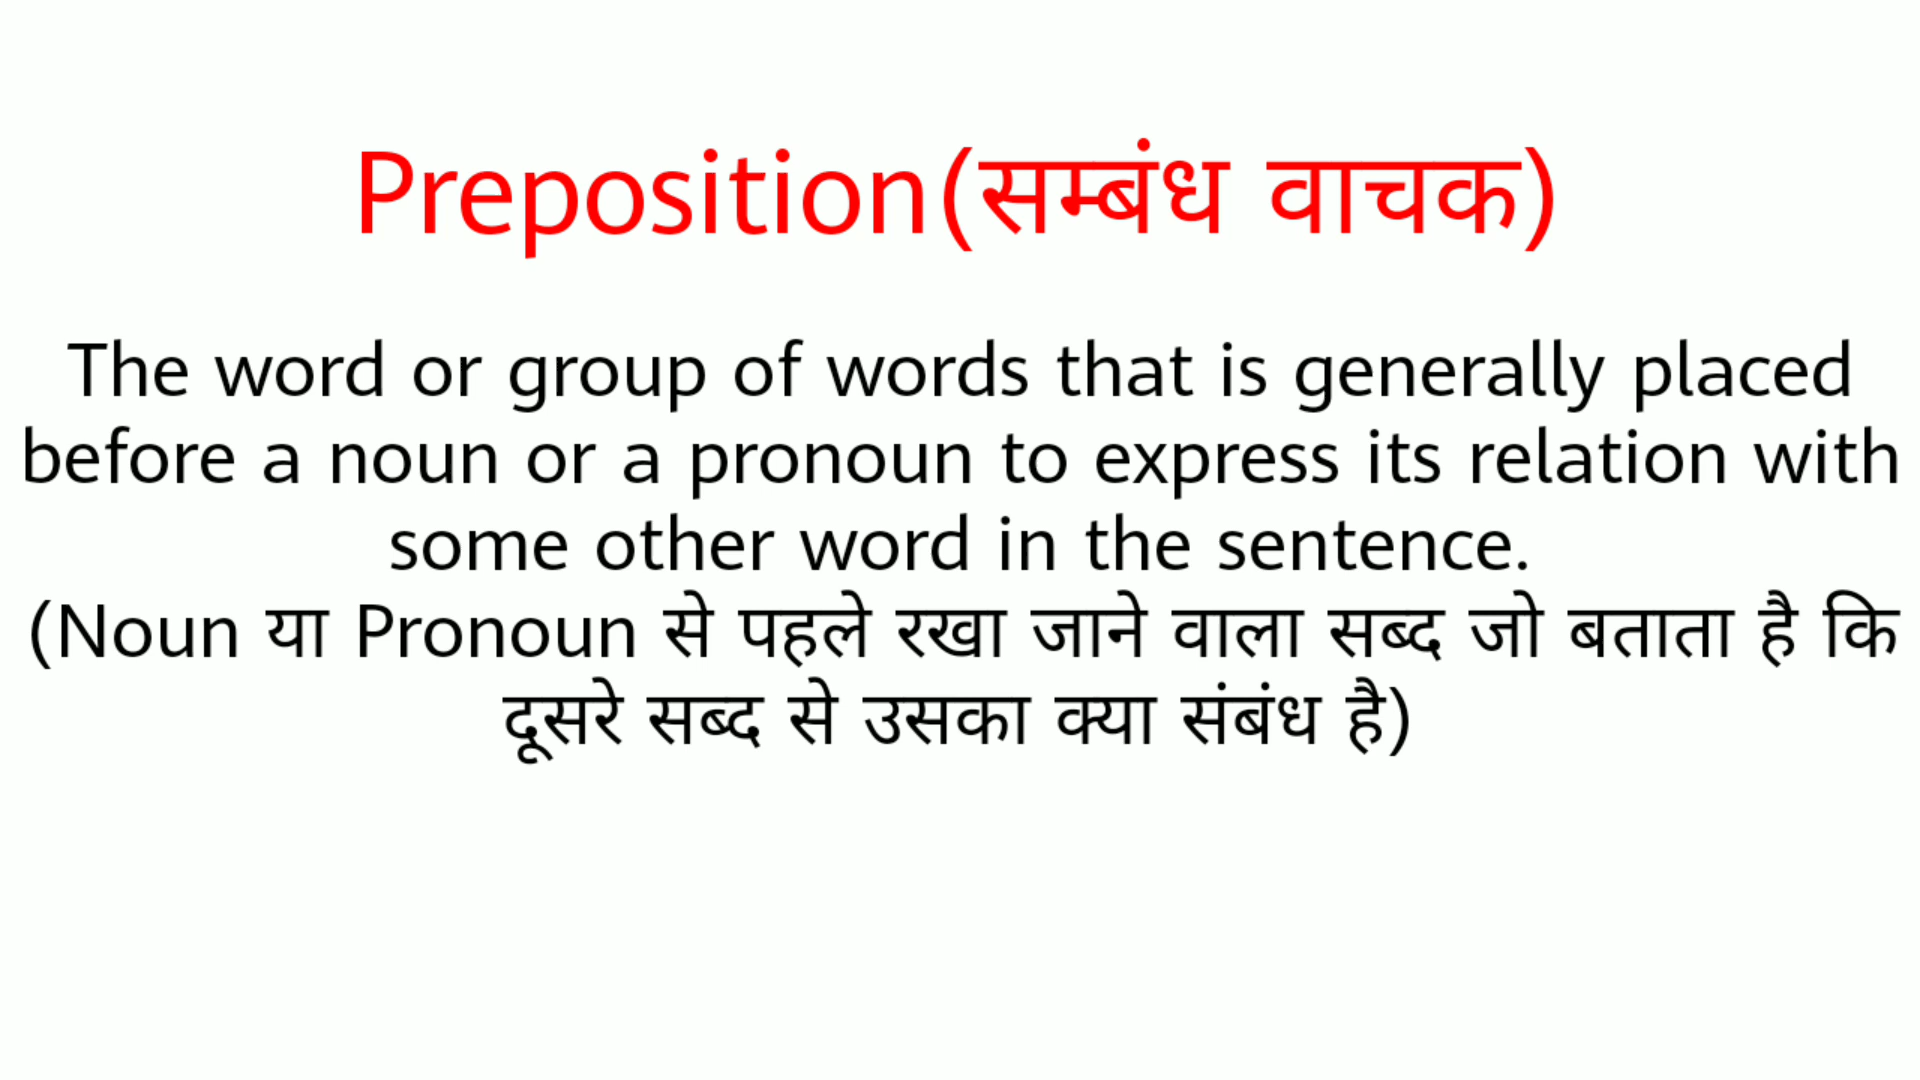 Preposition(सम्बंध वाचक)
The word or group of words that is generally placed
before a noun or a pronoun to express its relation with
some other word in the sentence.
(Noun या Pronoun से पहले रखा जाने वाला सब्द जो बताता है कि
दूसरे सब्द से उसका क्या संबंध है)